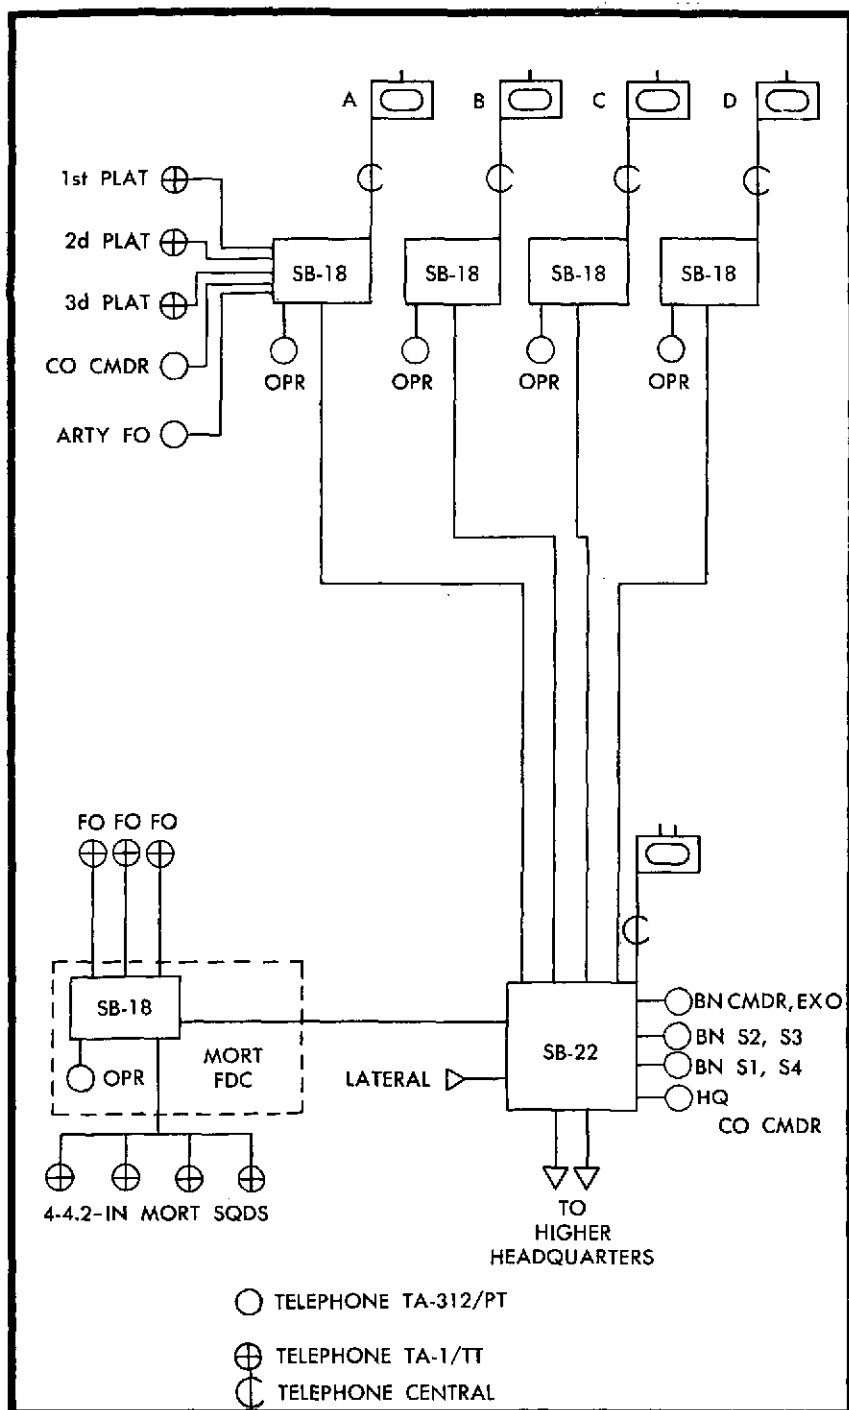 A B C D
1st PLAT
2d PLAT
3d PLAT
CO CMDR
ARTY FO
SB-18 SB-18 SB-18 SB-18
OPR OPR OPR OPR
FO FO FO
SB-18
OPR
MORT
FDC
4-4.2-IN MORT SQDS
LATERAL
SB-22
BN CMDR, EXO
BN S2, S3
BN S1, S4
HQ
CO CMDR
TO
HIGHER
HEADQUARTERS
TELEPHONE TA-312/PT
TELEPHONE TA-1/TT
TELEPHONE CENTRAL